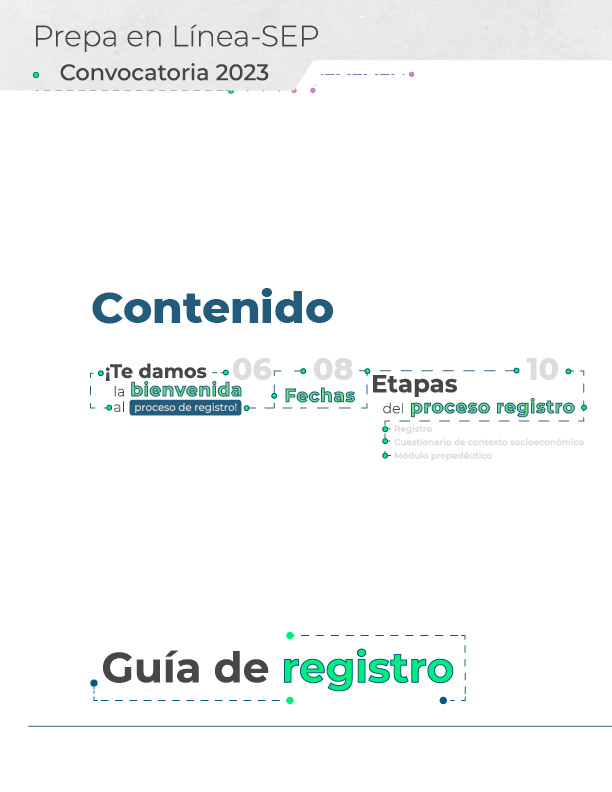 Prepa en Línea-SEP
Convocatoria 2023
Contenido
¡Te damos 06
la bienvenida
al proceso de registro!
08
Fechas
10
Etapas
del proceso registro
Registro
Cuestionario de contexto socioeconómico
Módulo propedéutico
Guía de registro